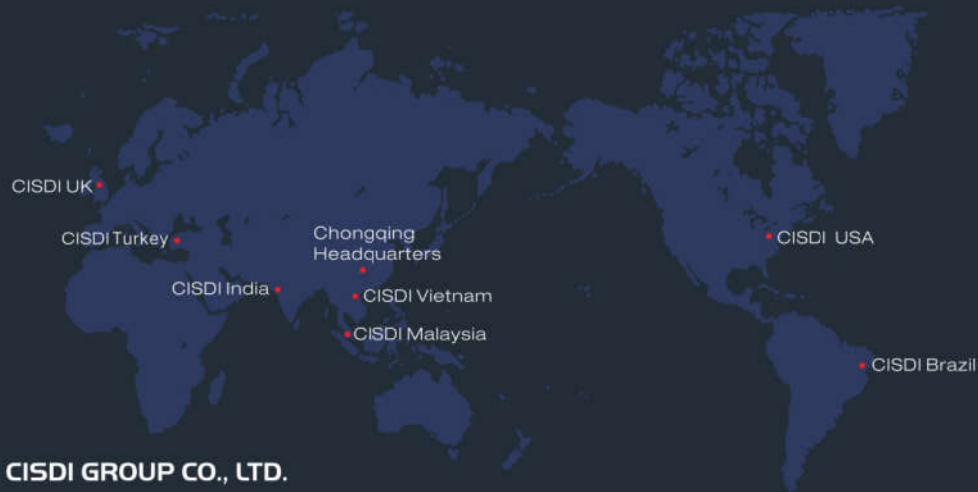 CISDI UK
CISDI Turkey
Chongqing
Headquarters
CISDI USA
CISDI India
CISDI Vietnam
CISDI Malaysia
CISDI Brazil
CISDI GROUP CO., LTD.